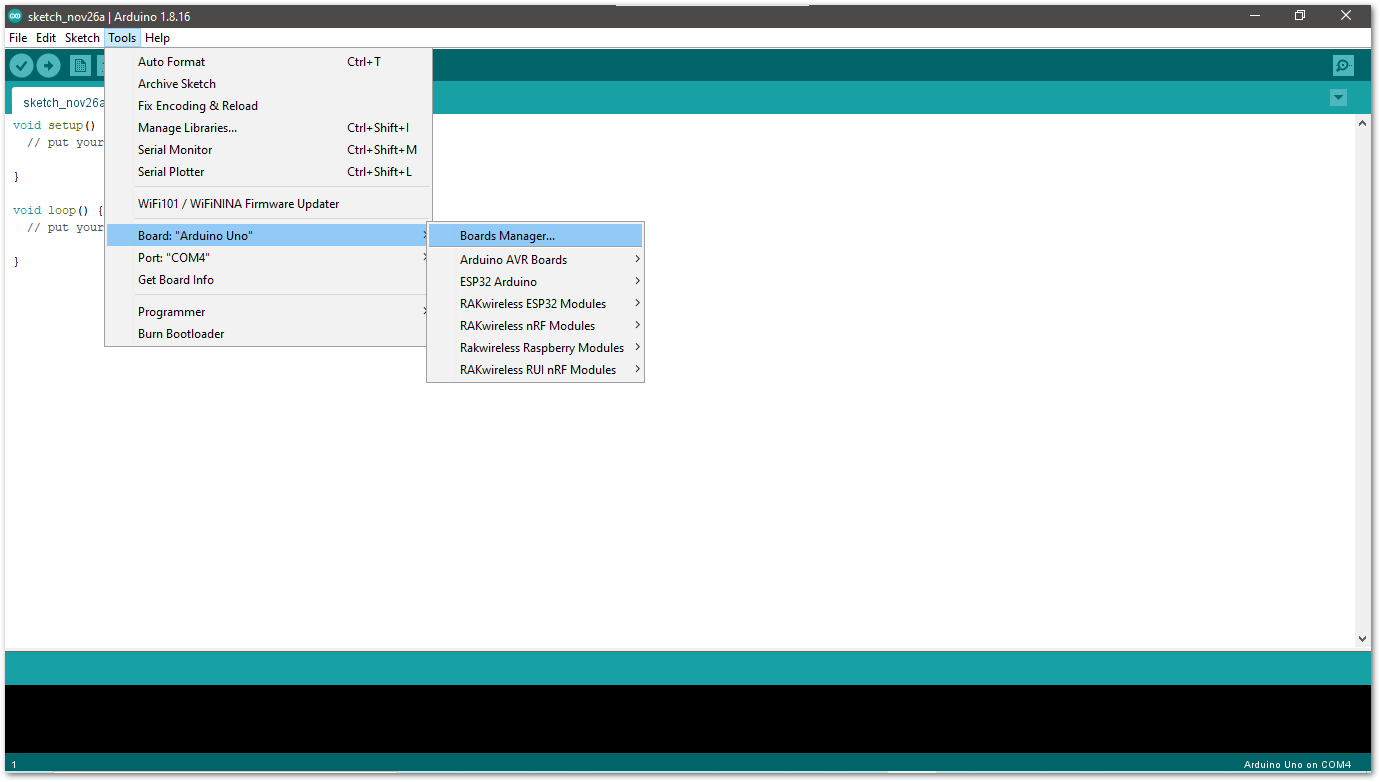 sketch_nov26a | Arduino 1.8.16
File Edit Sketch Tools Help
sketch_nov26a
void setup()
// put your
}
void loop() {
// put your
}
Auto Format Ctrl+T
Archive Sketch
Fix Encoding & Reload
Manage Libraries... Ctrl+Shift+I
Serial Monitor Ctrl+Shift+M
Serial Plotter Ctrl+Shift+L
WiFi101 / WiFiNINA Firmware Updater
Board: "Arduino Uno"
Port: "COM4"
Get Board Info
Programmer
Burn Bootloader
Boards Manager...
Arduino AVR Boards
ESP32 Arduino
RAKwireless ESP32 Modules
RAKwireless nRF Modules
Rakwireless Raspberry Modules
RAKwireless RUI nRF Modules
1 Arduino Uno on COM4